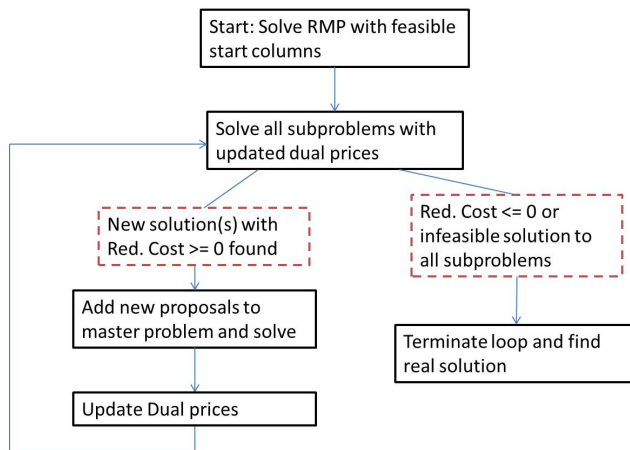 Start: Solve RMP with feasible
start columns
Solve all subproblems with
updated dual prices
New solution(s) with
Red. Cost >= 0 found
Red. Cost <= 0 or
infeasible solution to
all subproblems
Add new proposals to
master problem and solve
Terminate loop and find
real solution
Update Dual prices